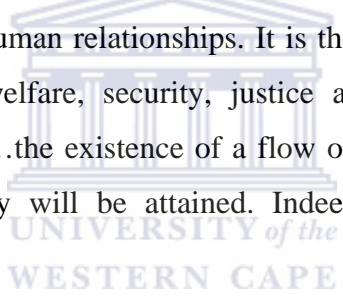 uman relationships. It is th
welfare, security, justice a
..the existence of a flow o
y will be attained. Indee
UNIVERSITY of the
WESTERN CAPE